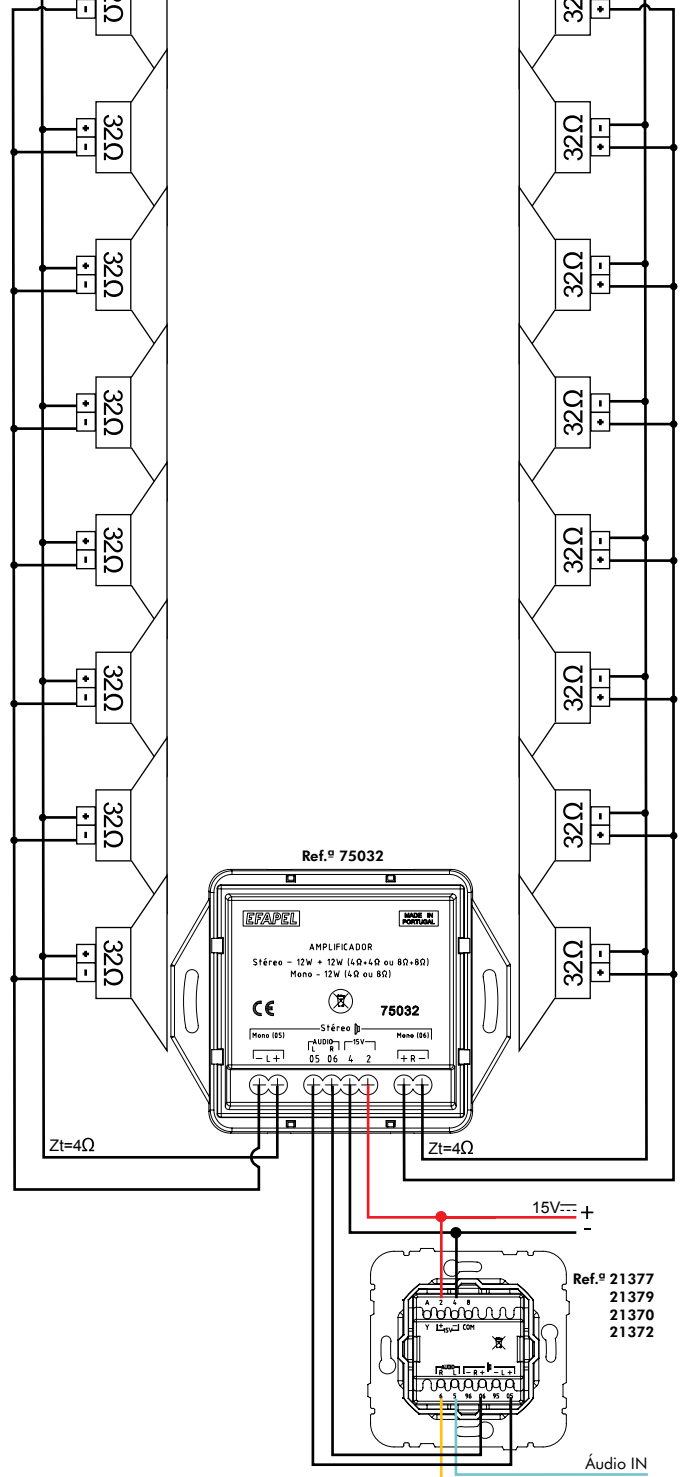 - 32Ω 32Ω +
+ - 32Ω 32Ω - +
+ - 32Ω 32Ω - +
+ - 32Ω 32Ω - +
+ - 32Ω 32Ω - +
+ - 32Ω 32Ω - +
+ - 32Ω 32Ω - +
Ref.ª 75032
+ - 32Ω 32Ω - +
EFAPEL MADE IN PORTUGAL
AMPLIFICADOR
Stéreo - 12W + 12W (4Ω+4Ω ou 8Ω+8Ω)
Mono - 12W (4Ω ou 8Ω)
CE 75032
Stéreo
Mono (05) AUDIO 15V Mono (06)
L R
- L + 05 06 4 2 + R -
Zt=4Ω Zt=4Ω
15V +
-
Ref.ª 21377
21379
21370
21372
A 2 4 B
Y + 15V - COM
AUDIO
R L - R + - L +
6 5 96 06 95 05
Áudio IN